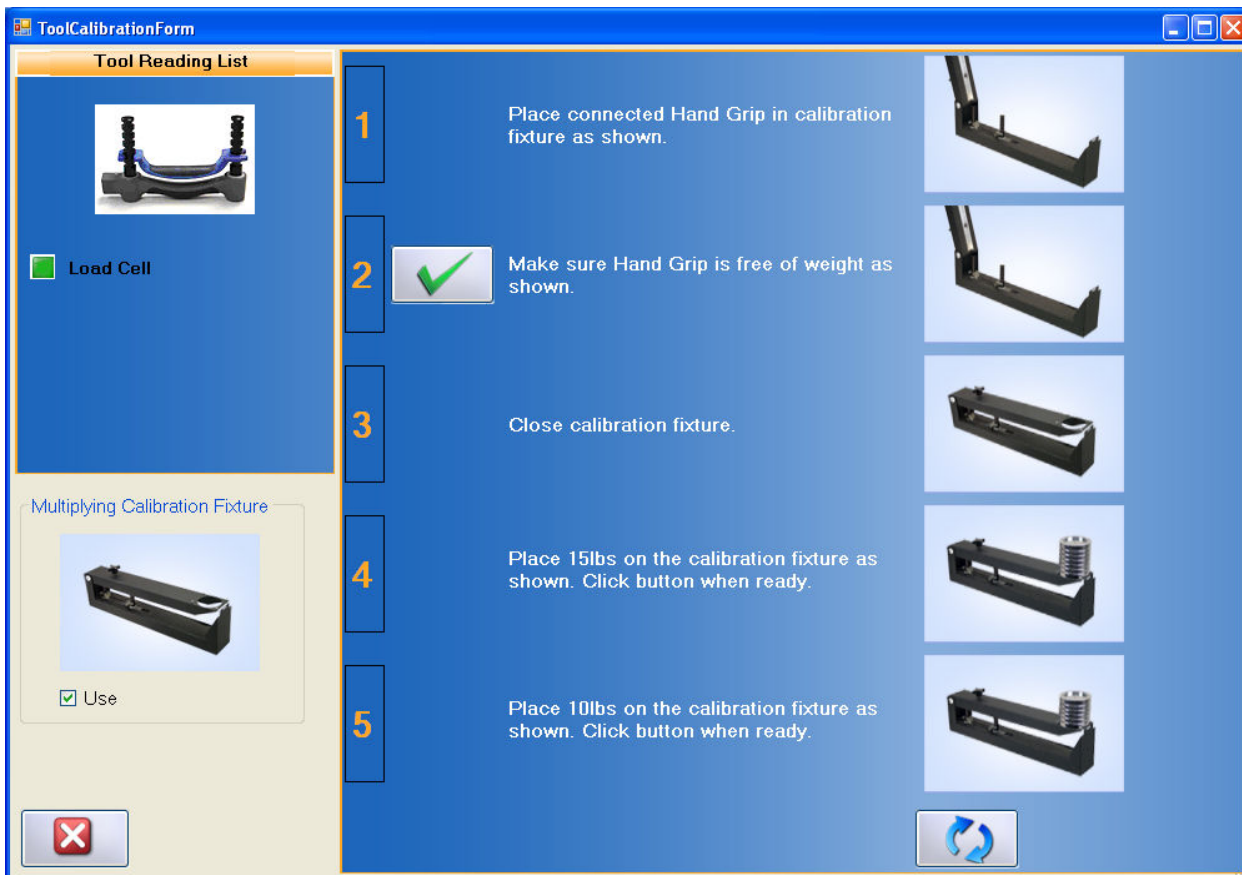 ToolCalibrationForm
Tool Reading List
Load Cell
Multiplying Calibration Fixture
Use
1
Place connected Hand Grip in calibration
fixture as shown.
2
Make sure Hand Grip is free of weight as
shown.
3
Close calibration fixture.
4
Place 15lbs on the calibration fixture as
shown. Click button when ready.
5
Place 10lbs on the calibration fixture as
shown. Click button when ready.